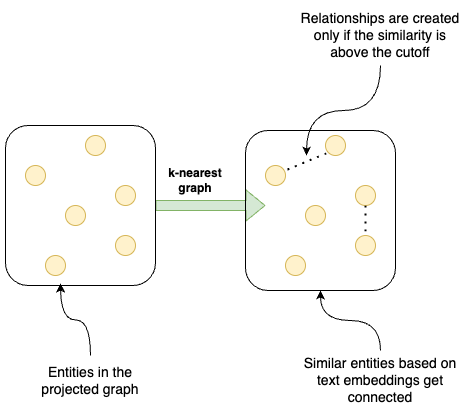 Relationships are created
only if the similarity is
above the cutoff
k-nearest
graph
Entities in the
projected graph
Similar entities based on
text embeddings get
connected